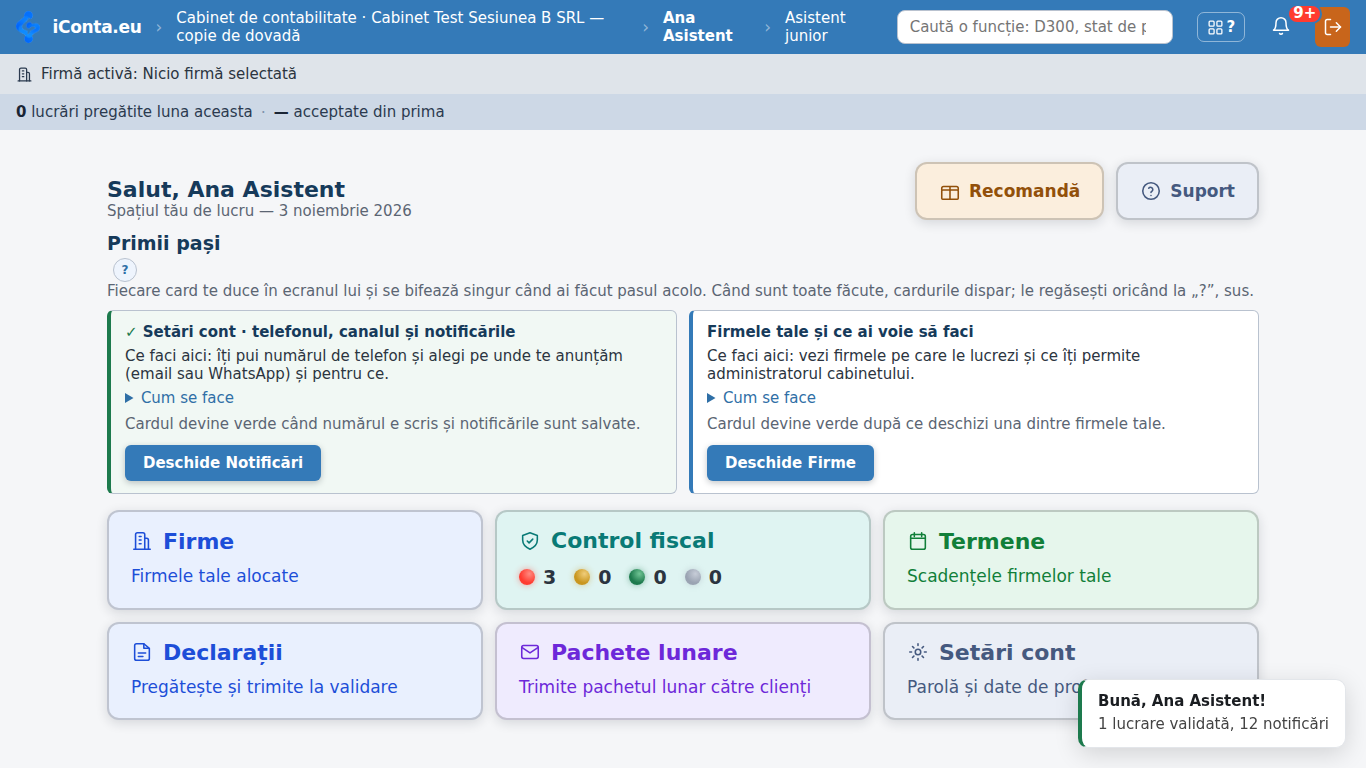 iConta.eu
›
Cabinet de contabilitate · Cabinet Test Sesiunea B SRL — copie de dovadă
›
Ana Asistent
›
Asistent junior
Caută o funcție: D300, stat de p
?
9+
Firmă activă: Nicio firmă selectată
0 lucrări pregătite luna aceasta · — acceptate din prima
Salut, Ana Asistent
Spațiul tău de lucru — 3 noiembrie 2026
Recomandă
Suport
Primii pași
?
Fiecare card te duce în ecranul lui și se bifează singur când ai făcut pasul acolo. Când sunt toate făcute, cardurile dispar; le regăsești oricând la „?”, sus.
✓ Setări cont · telefonul, canalul și notificările
Ce faci aici: îți pui numărul de telefon și alegi pe unde te anunțăm
(email sau WhatsApp) și pentru ce.
Cum se face
Cardul devine verde când numărul e scris și notificările sunt salvate.
Deschide Notificări
Firmele tale și ce ai voie să faci
Ce faci aici: vezi firmele pe care le lucrezi și ce îți permite
administratorul cabinetului.
Cum se face
Cardul devine verde după ce deschizi una dintre firmele tale.
Deschide Firme
Firme
Firmele tale alocate
Control fiscal
3 0 0 0
Termene
Scadențele firmelor tale
Declarații
Pregătește și trimite la validare
Pachete lunare
Trimite pachetul lunar către clienți
Setări cont
Parolă și date de pro
Bună, Ana Asistent!
1 lucrare validată, 12 notificări